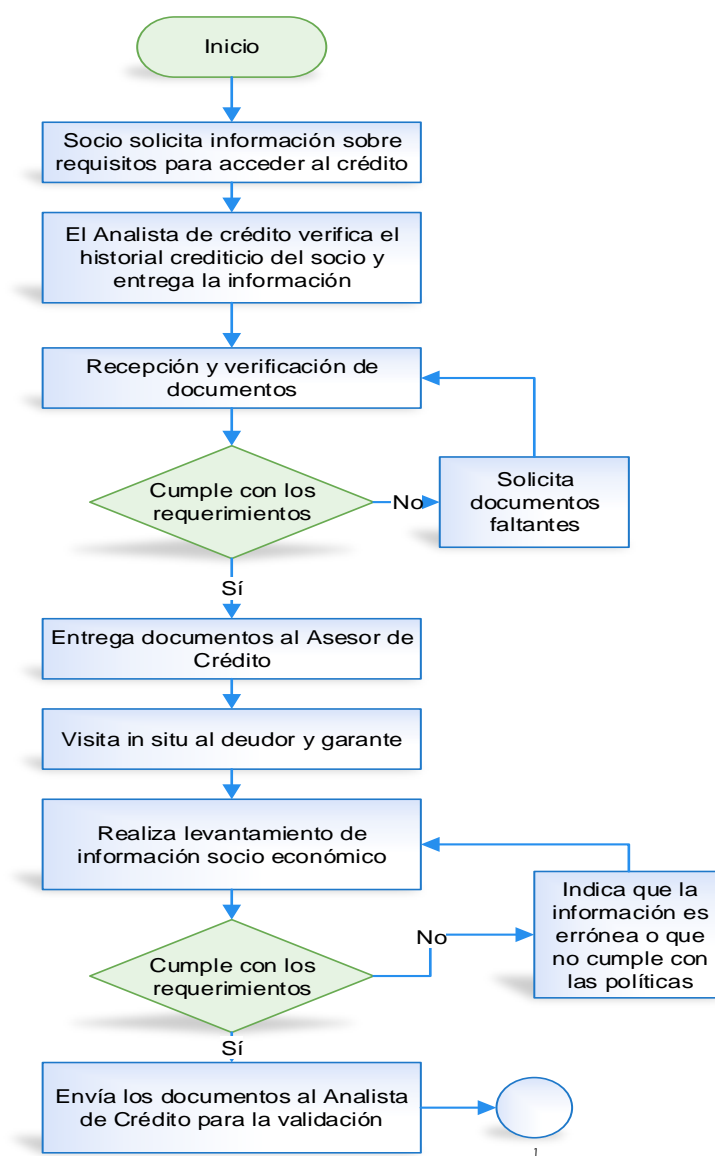 Inicio
Socio solicita información sobre
requisitos para acceder al crédito
El Analista de crédito verifica el
historial crediticio del socio y
entrega la información
Recepción y verificación de
documentos
Cumple con los
requerimientos
No
Solicita
documentos
faltantes
Sí
Entrega documentos al Asesor de
Crédito
Visita in situ al deudor y garante
Realiza levantamiento de
información socio económico
Cumple con los
requerimientos
No
Indica que la
información es
errónea o que
no cumple con
las políticas
Sí
Envía los documentos al Analista
de Crédito para la validación